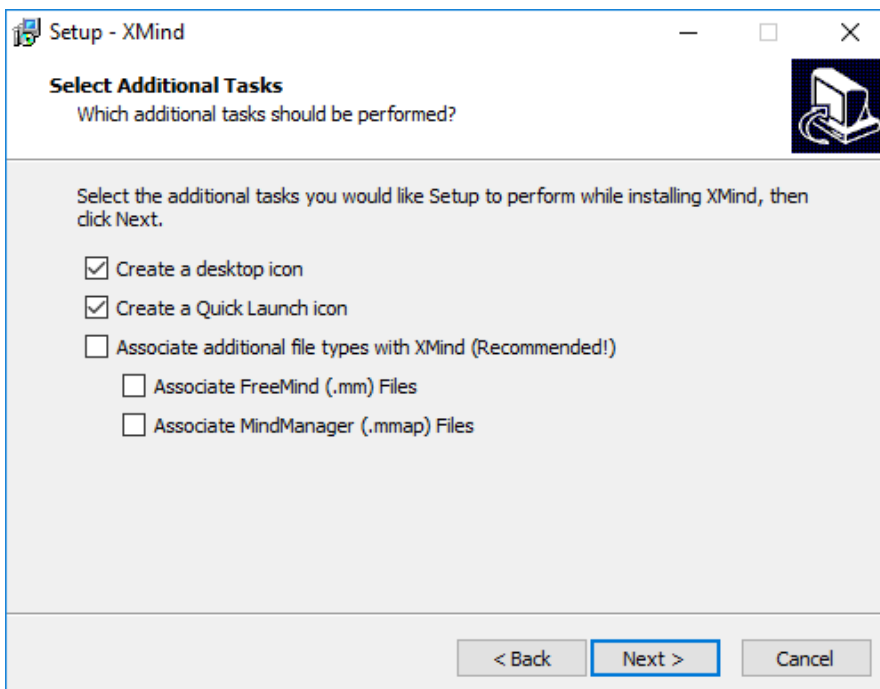 Setup - XMind
Select Additional Tasks
Which additional tasks should be performed?
Select the additional tasks you would like Setup to perform while installing XMind, then
click Next.
Create a desktop icon
Create a Quick Launch icon
Associate additional file types with XMind (Recommended!)
Associate FreeMind (.mm) Files
Associate MindManager (.mmap) Files
< Back
Next >
Cancel